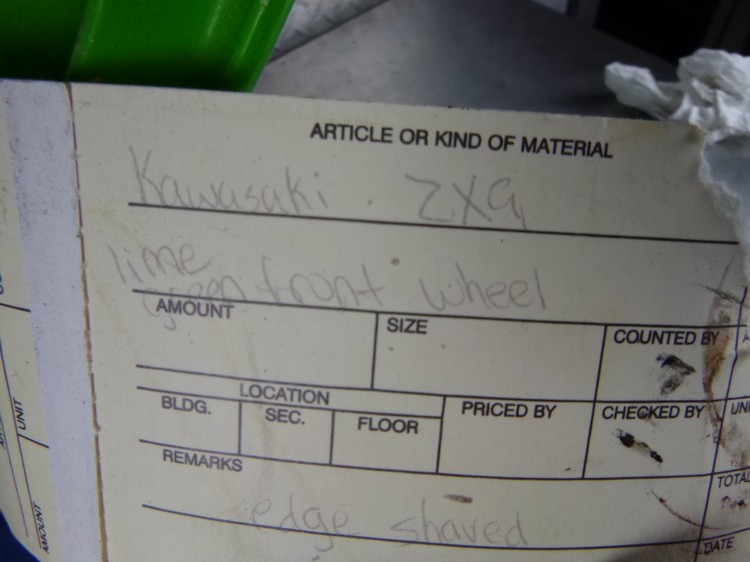 ARTICLE OR KIND OF MATERIAL
Kawasaki . ZX9
lime
green front wheel
AMOUNT
SIZE
COUNTED BY
LOCATION
BLDG.
SEC.
FLOOR
PRICED BY
CHECKED BY
REMARKS
edge shaved
TOTAL
DATE
UNIT
AMOUNT